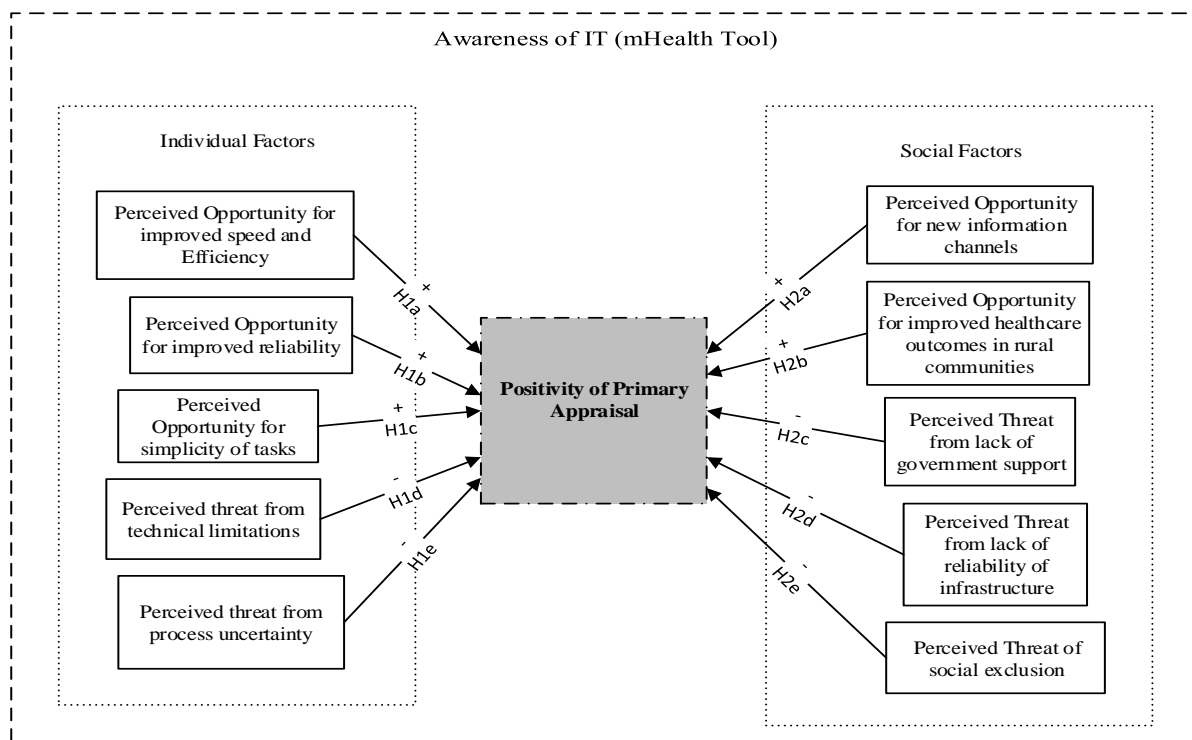 Awareness of IT (mHealth Tool)
Individual Factors
Perceived Opportunity for
improved speed and
Efficiency
+
H1a
Perceived Opportunity
for improved reliability
+
H1b
Perceived
Opportunity for
simplicity of tasks
+
H1c
Perceived threat from
technical limitations
-
H1d
Perceived threat from
process uncertainty
-
H1e
Positivity of Primary
Appraisal
Social Factors
Perceived Opportunity
for new information
channels
+
H2a
Perceived Opportunity
for improved healthcare
outcomes in rural
communities
+
H2b
Perceived Threat
from lack of
government support
-
H2c
Perceived Threat
from lack of
reliability of
infrastructure
-
H2d
Perceived Threat of
social exclusion
-
H2e